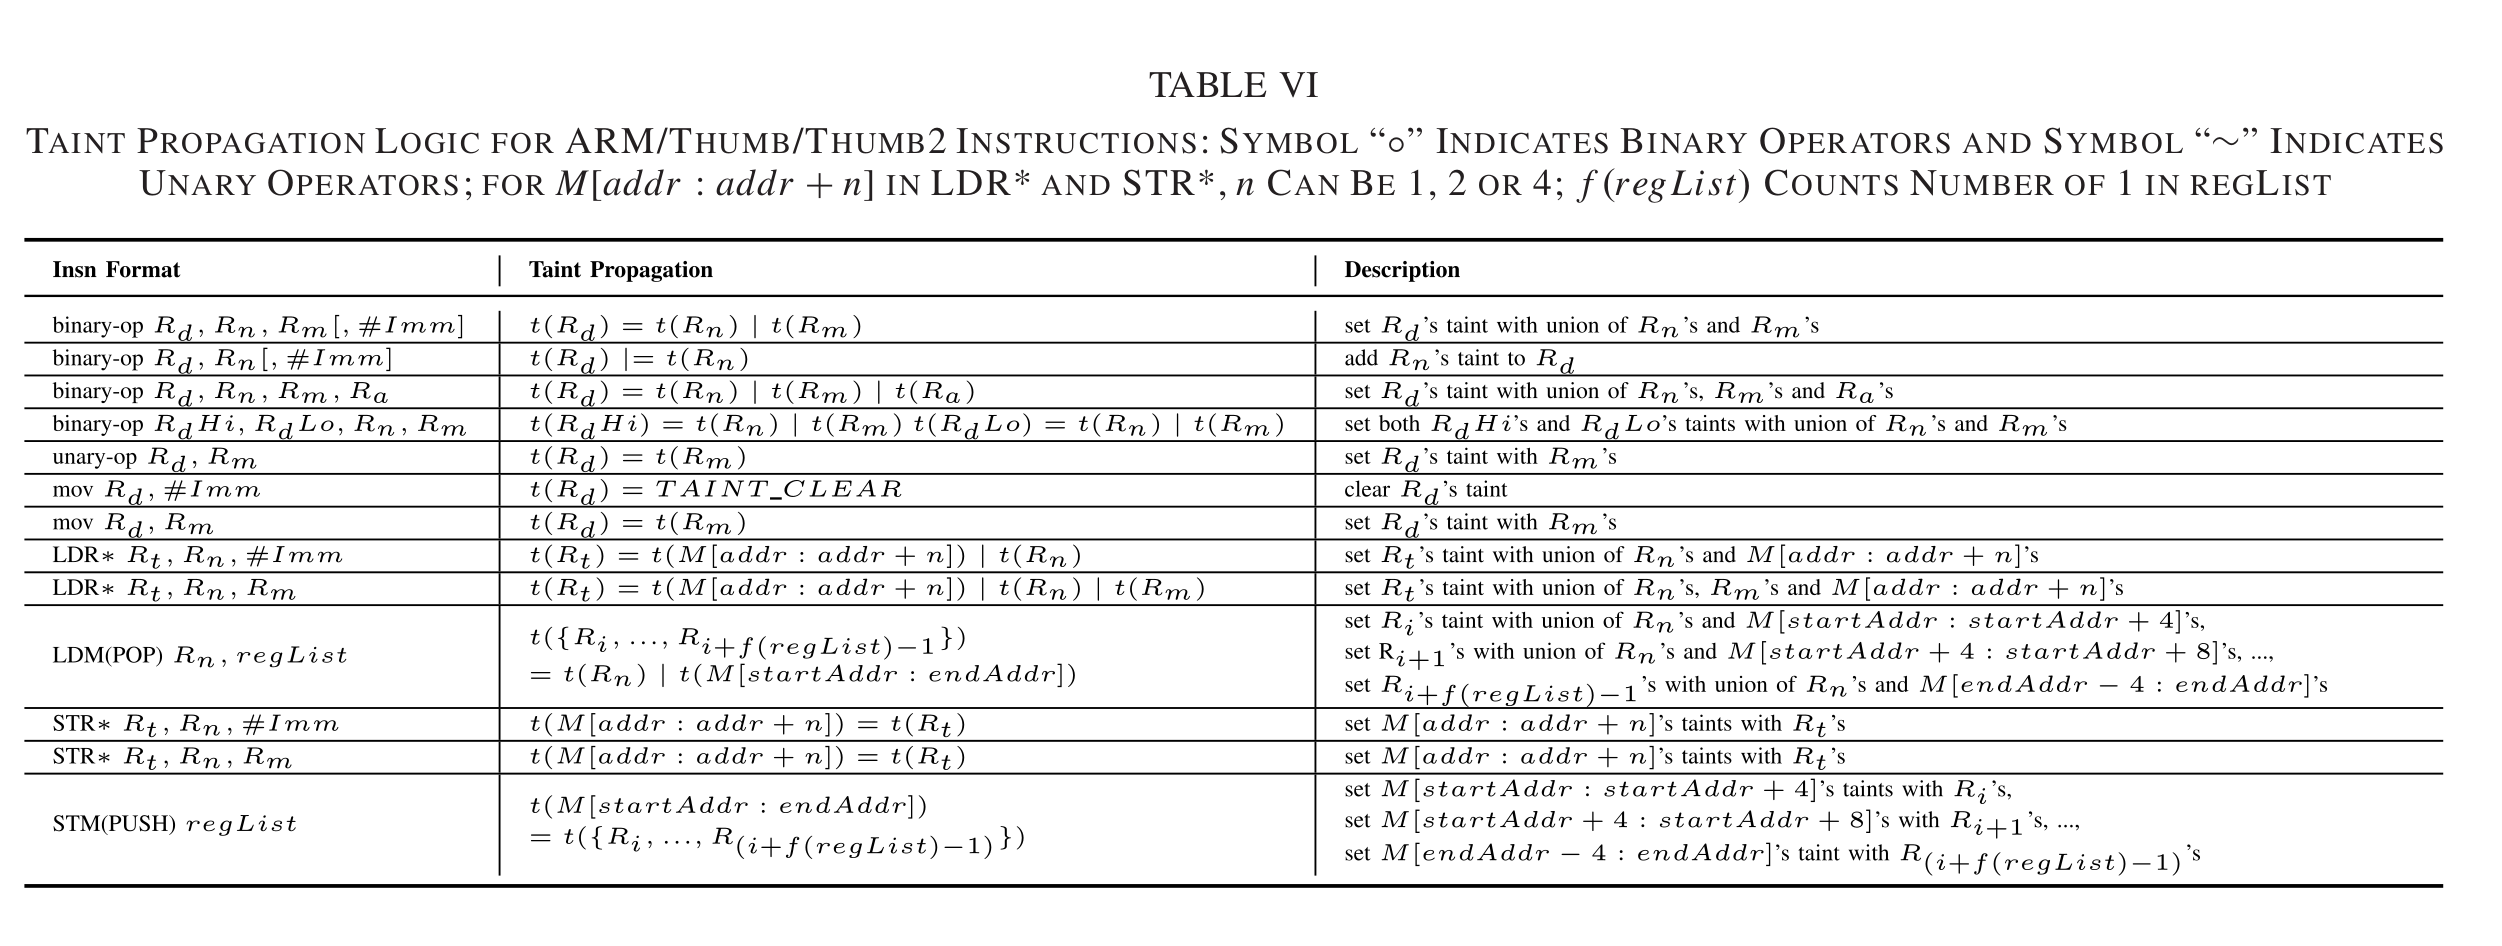 TABLE VI
TAINT PROPAGATION LOGIC FOR ARM/THUMB/THUMB2 INSTRUCTIONS: SYMBOL “∘” INDICATES BINARY OPERATORS AND SYMBOL “∼” INDICATES
UNARY OPERATORS; FOR M[addr : addr + n] IN LDR* AND STR*, n CAN BE 1, 2 OR 4; f(regList) COUNTS NUMBER OF 1 IN REGLIST
Insn Format | Taint Propagation | Description
binary-op R_d, R_n, R_m[, #Imm] | t(R_d) = t(R_n) | t(R_m) | set R_d's taint with union of R_n's and R_m's
binary-op R_d, R_n[, #Imm] | t(R_d) |= t(R_n) | add R_n's taint to R_d
binary-op R_d, R_n, R_m, R_a | t(R_d) = t(R_n) | t(R_m) | t(R_a) | set R_d's taint with union of R_n's, R_m's and R_a's
binary-op R_dHi, R_dLo, R_n, R_m | t(R_dHi) = t(R_n) | t(R_m) t(R_dLo) = t(R_n) | t(R_m) | set both R_dHi's and R_dLo's taints with union of R_n's and R_m's
unary-op R_d, R_m | t(R_d) = t(R_m) | set R_d's taint with R_m's
mov R_d, #Imm | t(R_d) = TAINT_CLEAR | clear R_d's taint
mov R_d, R_m | t(R_d) = t(R_m) | set R_d's taint with R_m's
LDR* R_t, R_n, #Imm | t(R_t) = t(M[addr : addr + n]) | t(R_n) | set R_t's taint with union of R_n's and M[addr : addr + n]'s
LDR* R_t, R_n, R_m | t(R_t) = t(M[addr : addr + n]) | t(R_n) | t(R_m) | set R_t's taint with union of R_n's, R_m's and M[addr : addr + n]'s
LDM(POP) R_n, regList
t({R_i, ..., R_{i+f(regList)−1}})
= t(R_n) | t(M[startAddr : endAddr])
set R_i's taint with union of R_n's and M[startAddr : startAddr + 4]'s,
set R_{i+1}'s with union of R_n's and M[startAddr + 4 : startAddr + 8]'s, ...,
set R_{i+f(regList)−1}'s with union of R_n's and M[endAddr − 4 : endAddr]'s
STR* R_t, R_n, #Imm | t(M[addr : addr + n]) = t(R_t) | set M[addr : addr + n]'s taints with R_t's
STR* R_t, R_n, R_m | t(M[addr : addr + n]) = t(R_t) | set M[addr : addr + n]'s taints with R_t's
STM(PUSH) regList
t(M[startAddr : endAddr])
= t({R_i, ..., R_{(i+f(regList)−1)}})
set M[startAddr : startAddr + 4]'s taints with R_i's,
set M[startAddr + 4 : startAddr + 8]'s with R_{i+1}'s, ...,
set M[endAddr − 4 : endAddr]'s taint with R_{(i+f(regList)−1)}'s